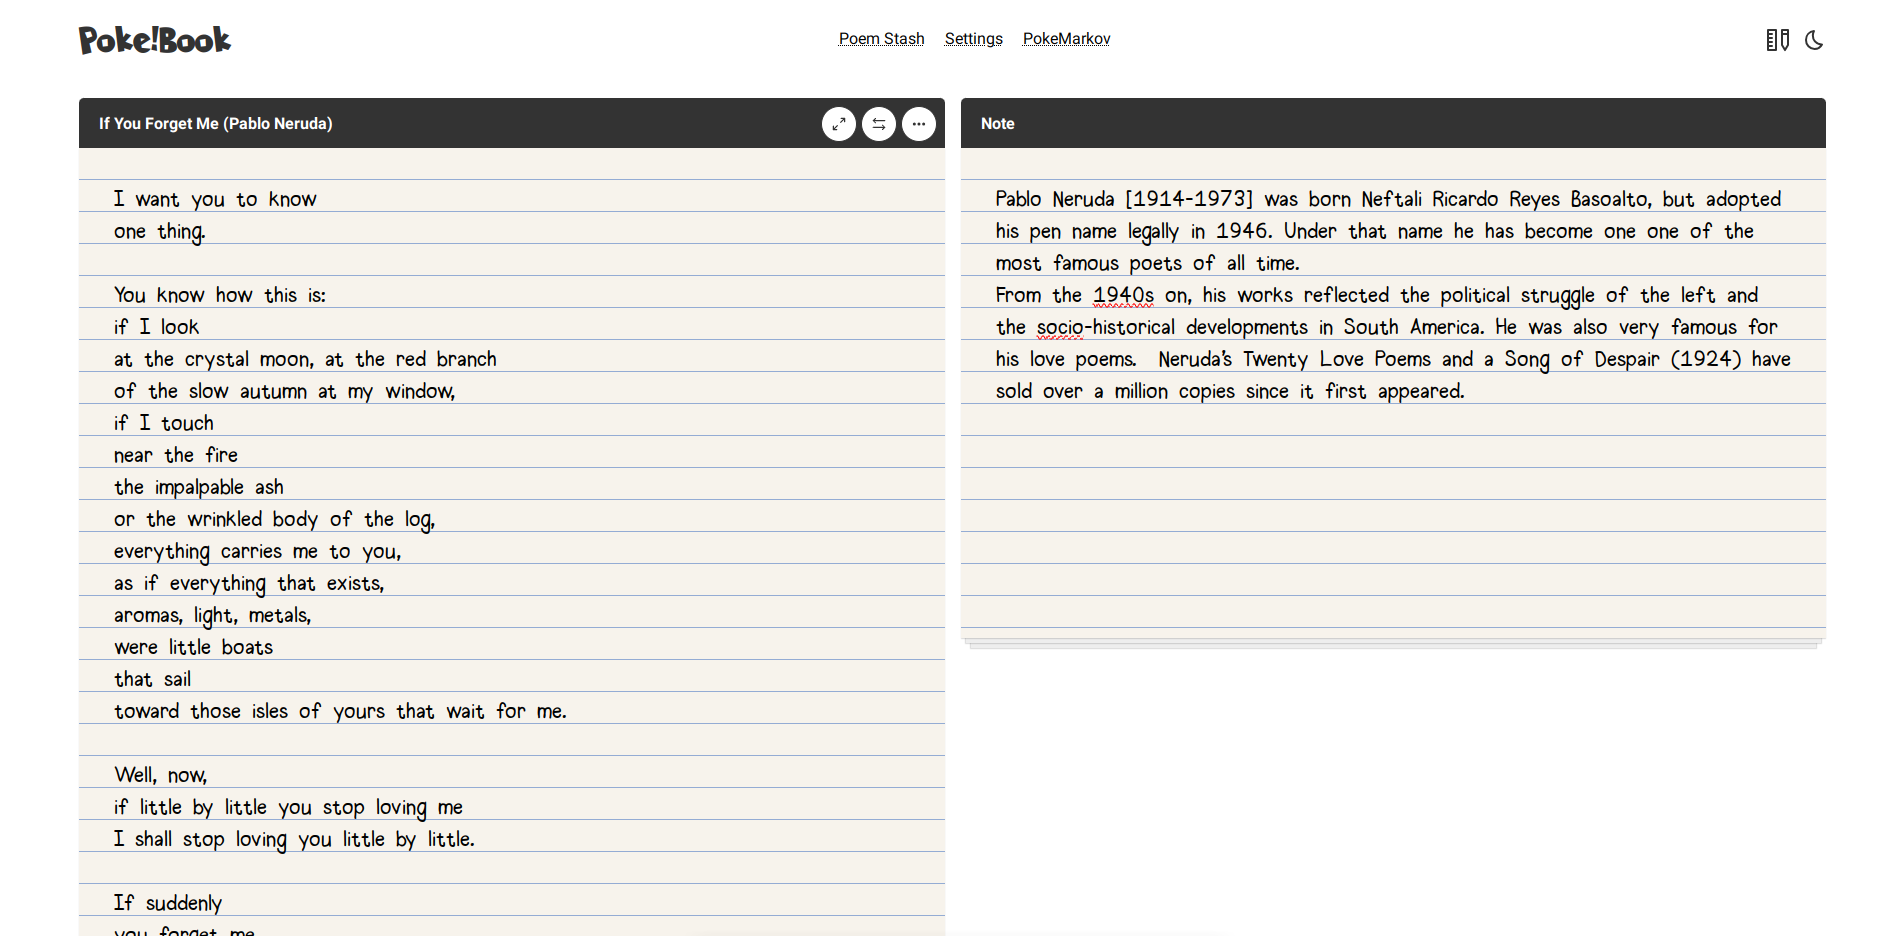 Poke!Book
Poem Stash Settings PokeMarkov
If You Forget Me (Pablo Neruda)
I want you to know
one thing.
You know how this is:
if I look
at the crystal moon, at the red branch
of the slow autumn at my window,
if I touch
near the fire
the impalpable ash
or the wrinkled body of the log,
everything carries me to you,
as if everything that exists,
aromas, light, metals,
were little boats
that sail
toward those isles of yours that wait for me.
Well, now,
if little by little you stop loving me
I shall stop loving you little by little.
If suddenly
you forget me
Note
Pablo Neruda [1914-1973] was born Neftali Ricardo Reyes Basoalto, but adopted
his pen name legally in 1946. Under that name he has become one one of the
most famous poets of all time.
From the 1940s on, his works reflected the political struggle of the left and
the socio-historical developments in South America. He was also very famous for
his love poems.  Neruda's Twenty Love Poems and a Song of Despair (1924) have
sold over a million copies since it first appeared.